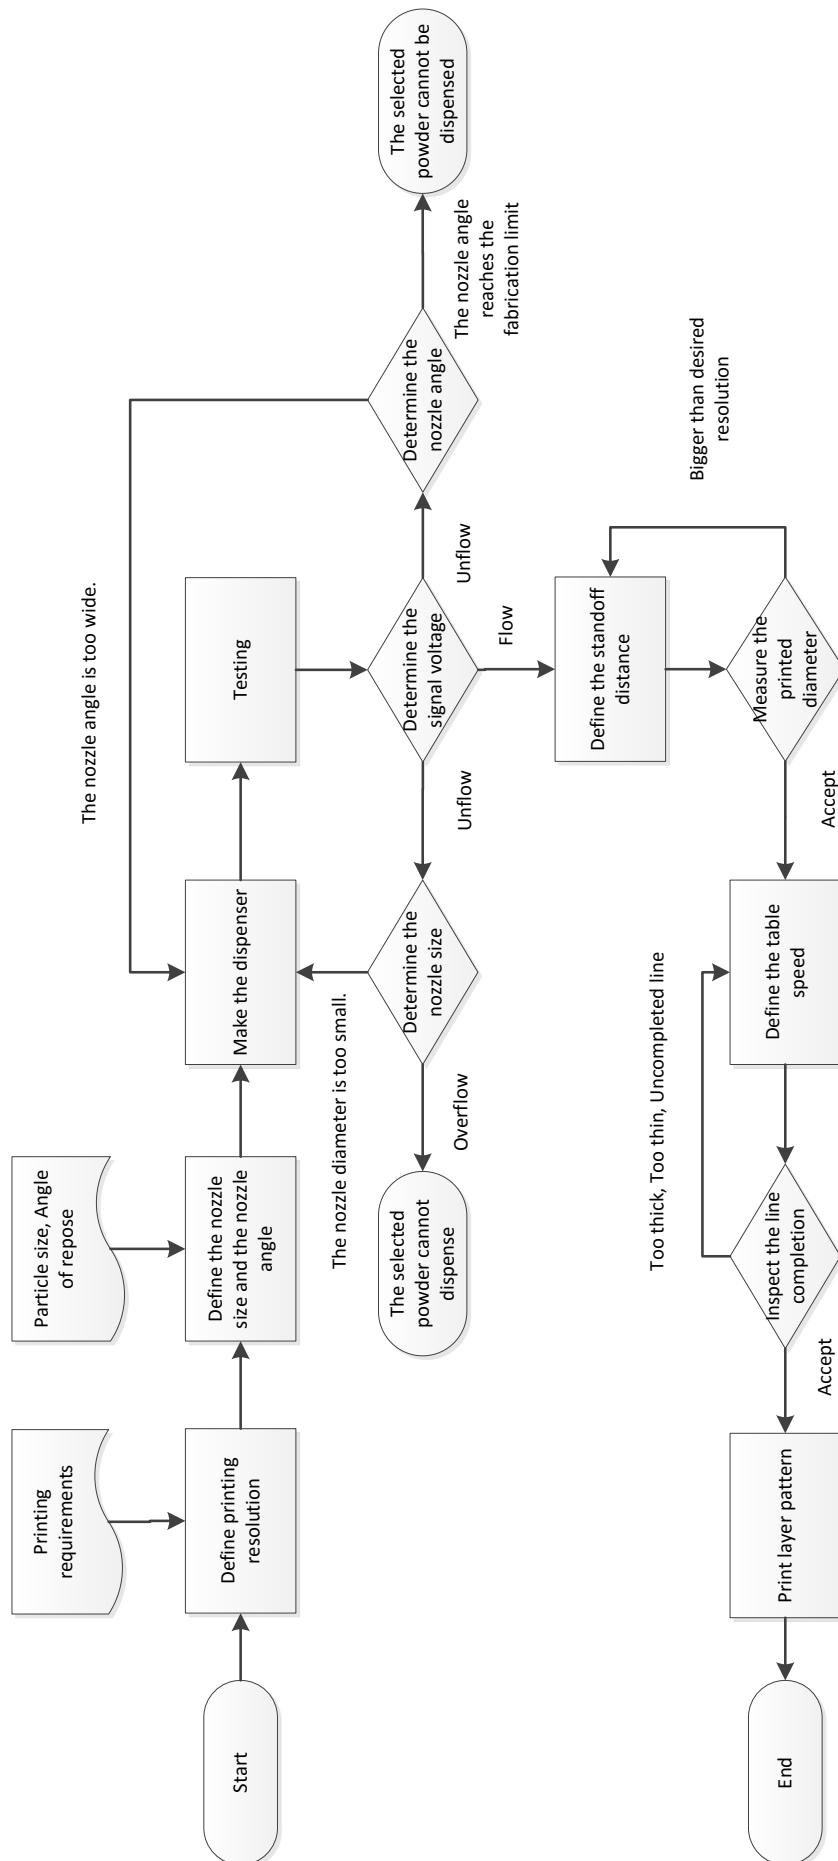 Start
Printing
requirements
Define printing
resolution
Particle size, Angle
of repose
Define the nozzle
size and the nozzle
angle
Make the dispenser
Testing
The nozzle angle is too wide.
The nozzle diameter is too small.
The selected
powder cannot
dispense
Overflow
Determine the
nozzle size
Unflow
Determine the
signal voltage
Unflow
Determine the
nozzle angle
The nozzle angle
reaches the
fabrication limit
The selected
powder cannot be
dispensed
Flow
Define the standoff
distance
Bigger than desired
resolution
Measure the
printed
diameter
Accept
Define the table
speed
Too thick, Too thin, Uncompleted line
Inspect the line
completion
Accept
Print layer pattern
End